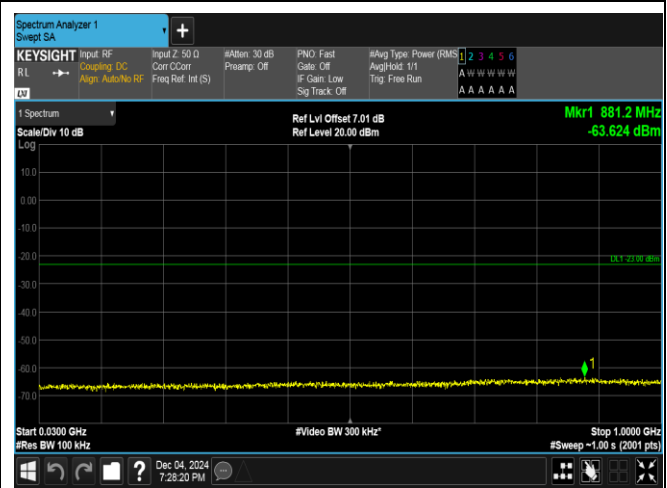 Spectrum Analyzer 1
Swept SA
KEYSIGHT
RL
LXI
Input: RF
Coupling: DC
Align: Auto/No RF
Input Z: 50 Ω
Corr CCorr
Freq Ref: Int (S)
#Atten: 30 dB
Preamp: Off
PNO: Fast
Gate: Off
IF Gain: Low
Sig Track: Off
#Avg Type: Power (RMS
Avg|Hold: 1/1
Trig: Free Run
1 2 3 4 5 6
A W W W W W
A A A A A A
1 Spectrum
Scale/Div 10 dB
Ref Lvl Offset 7.01 dB
Ref Level 20.00 dBm
Mkr1 881.2 MHz
-63.624 dBm
Log
10.0
0.00
-10.0
-20.0
DL1 -23.00 dBm
-30.0
-40.0
-50.0
-60.0
1
-70.0
Start 0.0300 GHz
#Res BW 100 kHz
#Video BW 300 kHz*
Stop 1.0000 GHz
#Sweep ~1.00 s (2001 pts)
?
Dec 04, 2024
7:28:20 PM